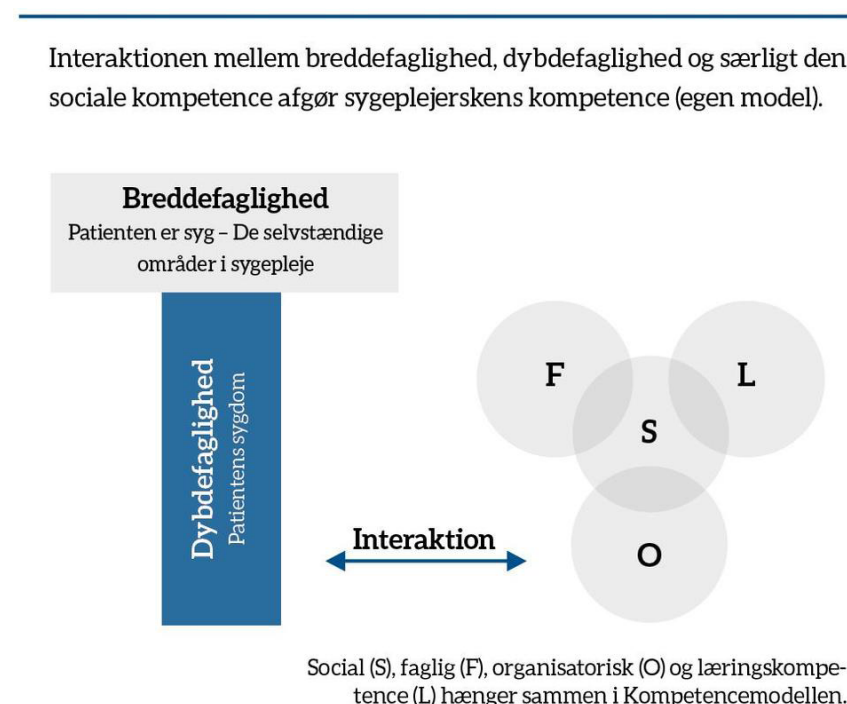 Interaktionen mellem breddefaglighed, dybdefaglighed og særligt den
sociale kompetence afgør sygeplejerskens kompetence (egen model).
Breddefaglighed
Patienten er syg – De selvstændige
områder i sygepleje
Dybdefaglighed
Patientens sygdom
F
L
S
Interaktion
O
Social (S), faglig (F), organisatorisk (O) og læringskompe-
tence (L) hænger sammen i Kompetencemodellen.